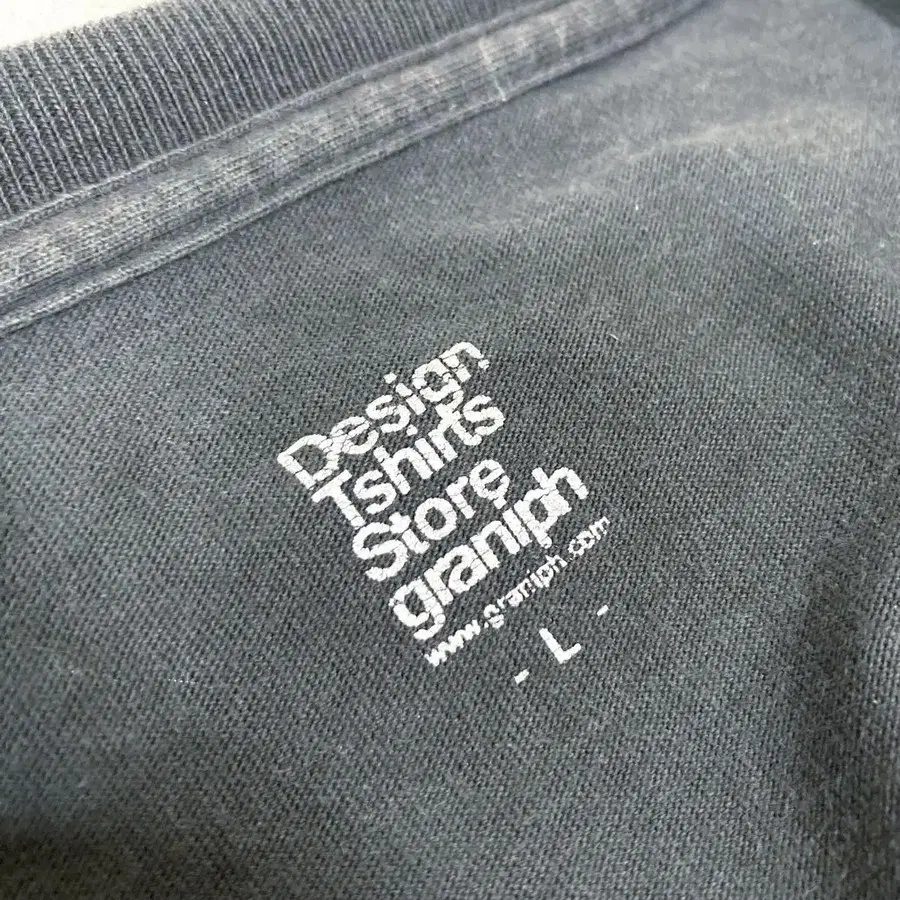 Design
Tshirts
Store
graniph
www.graniph.com
- L -